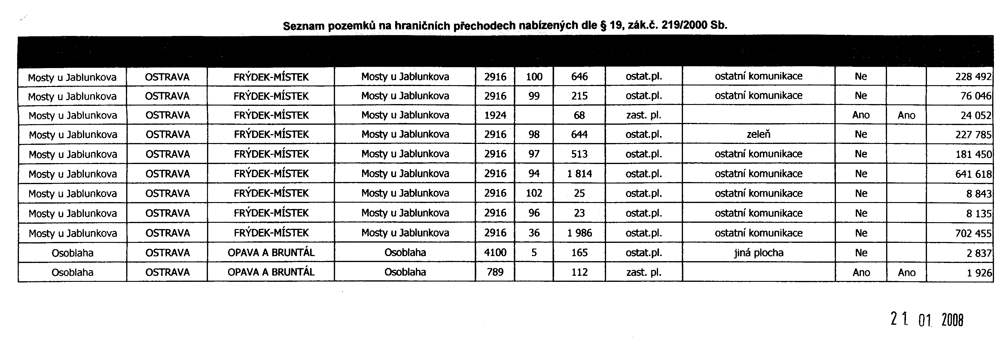 Seznam pozemků na hraničních přechodech nabízených dle § 19, zák.č. 219/2000 Sb.
Mosty u Jablunkova OSTRAVA FRÝDEK-MÍSTEK Mosty u Jablunkova 2916 100 646 ostat.pl. ostatní komunikace Ne 228 492
Mosty u Jablunkova OSTRAVA FRÝDEK-MÍSTEK Mosty u Jablunkova 2916 99 215 ostat.pl. ostatní komunikace Ne 76 046
Mosty u Jablunkova OSTRAVA FRÝDEK-MÍSTEK Mosty u Jablunkova 1924 68 zast. pl. Ano Ano 24 052
Mosty u Jablunkova OSTRAVA FRÝDEK-MÍSTEK Mosty u Jablunkova 2916 98 644 ostat.pl. zeleň Ne 227 785
Mosty u Jablunkova OSTRAVA FRÝDEK-MÍSTEK Mosty u Jablunkova 2916 97 513 ostat.pl. ostatní komunikace Ne 181 450
Mosty u Jablunkova OSTRAVA FRÝDEK-MÍSTEK Mosty u Jablunkova 2916 94 1 814 ostat.pl. ostatní komunikace Ne 641 618
Mosty u Jablunkova OSTRAVA FRÝDEK-MÍSTEK Mosty u Jablunkova 2916 102 25 ostat.pl. ostatní komunikace Ne 8 843
Mosty u Jablunkova OSTRAVA FRÝDEK-MÍSTEK Mosty u Jablunkova 2916 96 23 ostat.pl. ostatní komunikace Ne 8 135
Mosty u Jablunkova OSTRAVA FRÝDEK-MÍSTEK Mosty u Jablunkova 2916 36 1 986 ostat.pl. ostatní komunikace Ne 702 455
Osoblaha OSTRAVA OPAVA A BRUNTÁL Osoblaha 4100 5 165 ostat.pl. jiná plocha Ne 2 837
Osoblaha OSTRAVA OPAVA A BRUNTÁL Osoblaha 789 112 zast. pl. Ano Ano 1 926
21. 01. 2008